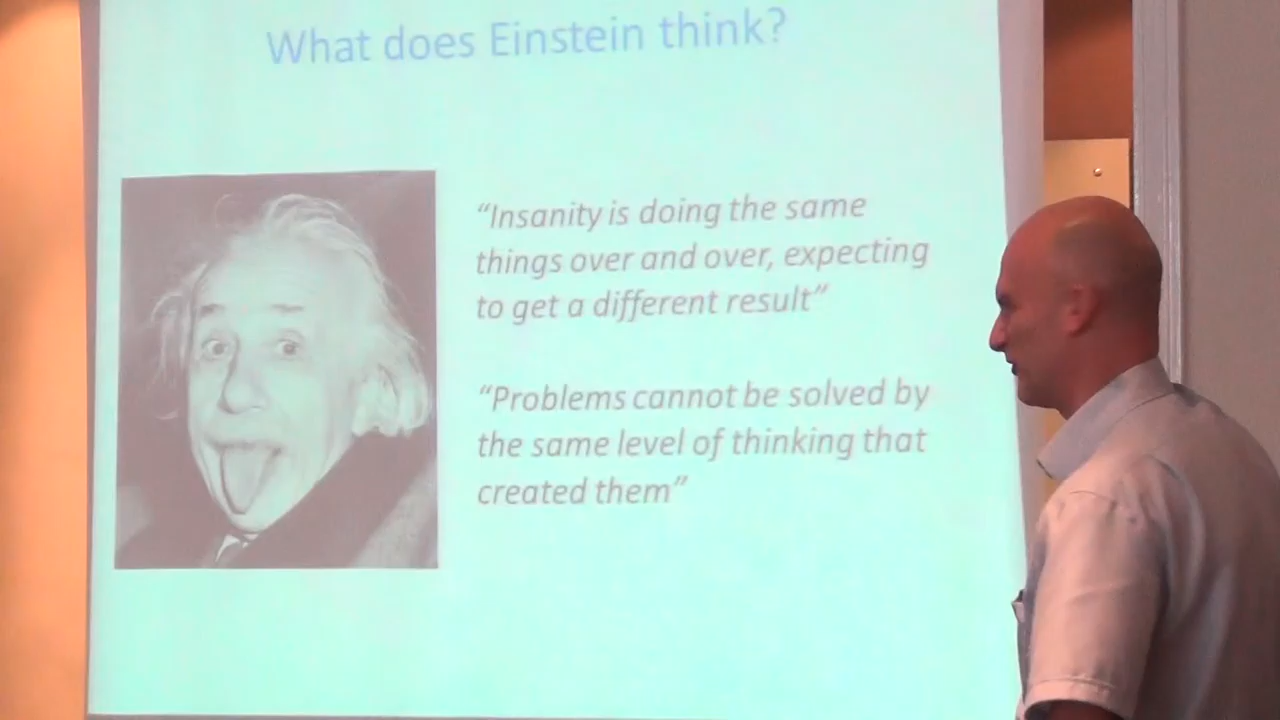 What does Einstein think?
“Insanity is doing the same
things over and over, expecting
to get a different result”
“Problems cannot be solved by
the same level of thinking that
created them”